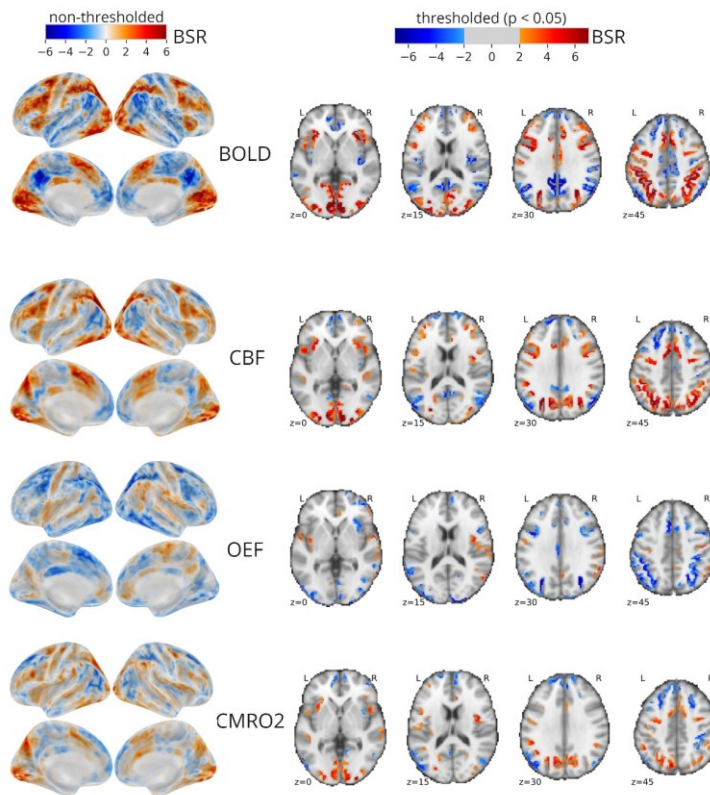 non-thresholded
BSR
−6 −4 −2 0 2 4 6
thresholded (p < 0.05)
BSR
−6 −4 −2 0 2 4 6
BOLD
L R L R L R L R
z=0 z=15 z=30 z=45
CBF
L R L R L R L R
z=0 z=15 z=30 z=45
OEF
L R L R L R L R
z=0 z=15 z=30 z=45
CMRO2
L R L R L R L R
z=0 z=15 z=30 z=45